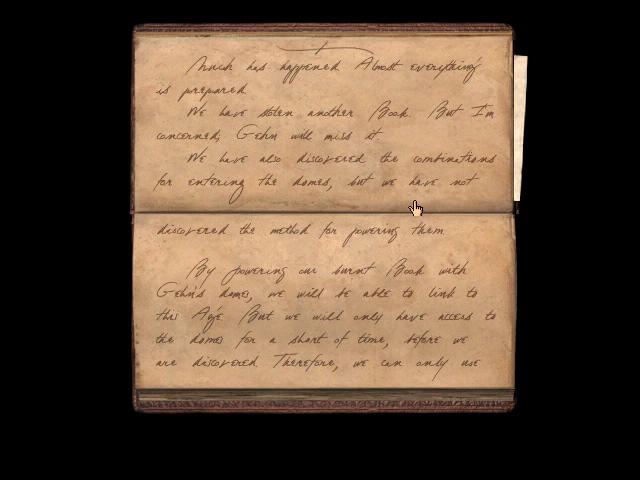 Much has happened. Almost everything
is prepared.
We have stolen another Book. But I'm
concerned, Gehn will miss it.
We have also discovered the combinations
for entering the domes, but we have not
discovered the method for powering them.
By powering our burnt Book with
Gehn's domes, we will be able to link to
this Age. But we will only have access to
the domes for a short of time, before we
are discovered. Therefore, we can only use